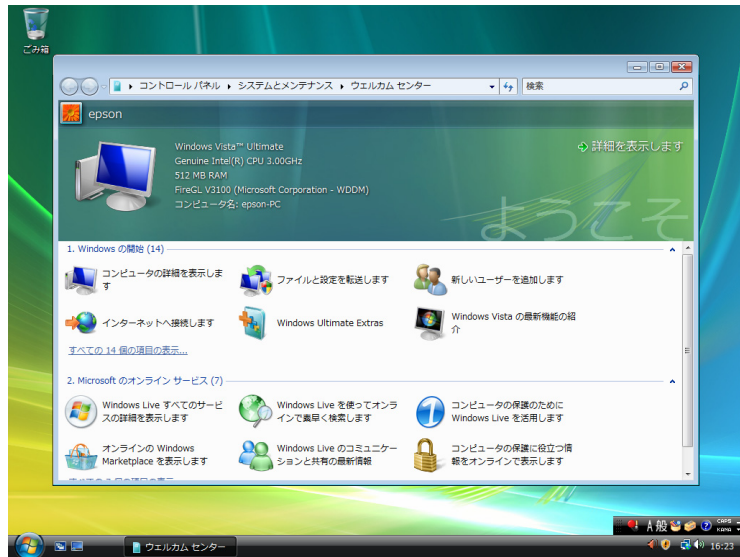 ごみ箱
コントロール パネル ▸ システムとメンテナンス ▸ ウェルカム センター
検索
epson
Windows Vista™ Ultimate
Genuine Intel(R) CPU 3.00GHz
512 MB RAM
FireGL V3100 (Microsoft Corporation - WDDM)
コンピュータ名: epson-PC
詳細を表示します
ようこそ
1. Windows の開始 (14)
コンピュータの詳細を表示しま
す
ファイルと設定を転送します
新しいユーザーを追加します
インターネットへ接続します
Windows Ultimate Extras
Windows Vista の最新機能の紹
介
すべての 14 個の項目の表示...
2. Microsoft のオンライン サービス (7)
Windows Live すべてのサービ
スの詳細を表示します
Windows Live を使ってオンラ
インで素早く検索します
コンピュータの保護のために
Windows Live を活用します
オンラインの Windows
Marketplace を表示します
Windows Live のコミュニケー
ションと共有の最新情報
コンピュータの保護に役立つ情
報をオンラインで表示します
A 般
CAPS
KANA
ウェルカム センター
16:23